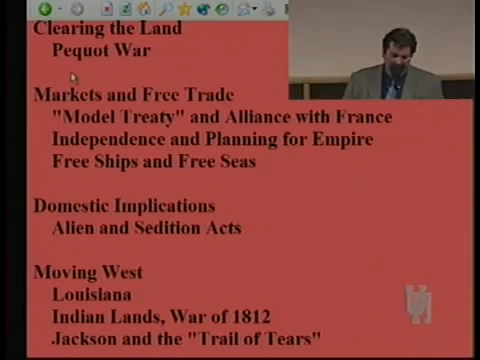 Clearing the Land
Pequot War
Markets and Free Trade
"Model Treaty" and Alliance with France
Independence and Planning for Empire
Free Ships and Free Seas
Domestic Implications
Alien and Sedition Acts
Moving West
Louisiana
Indian Lands, War of 1812
Jackson and the "Trail of Tears"